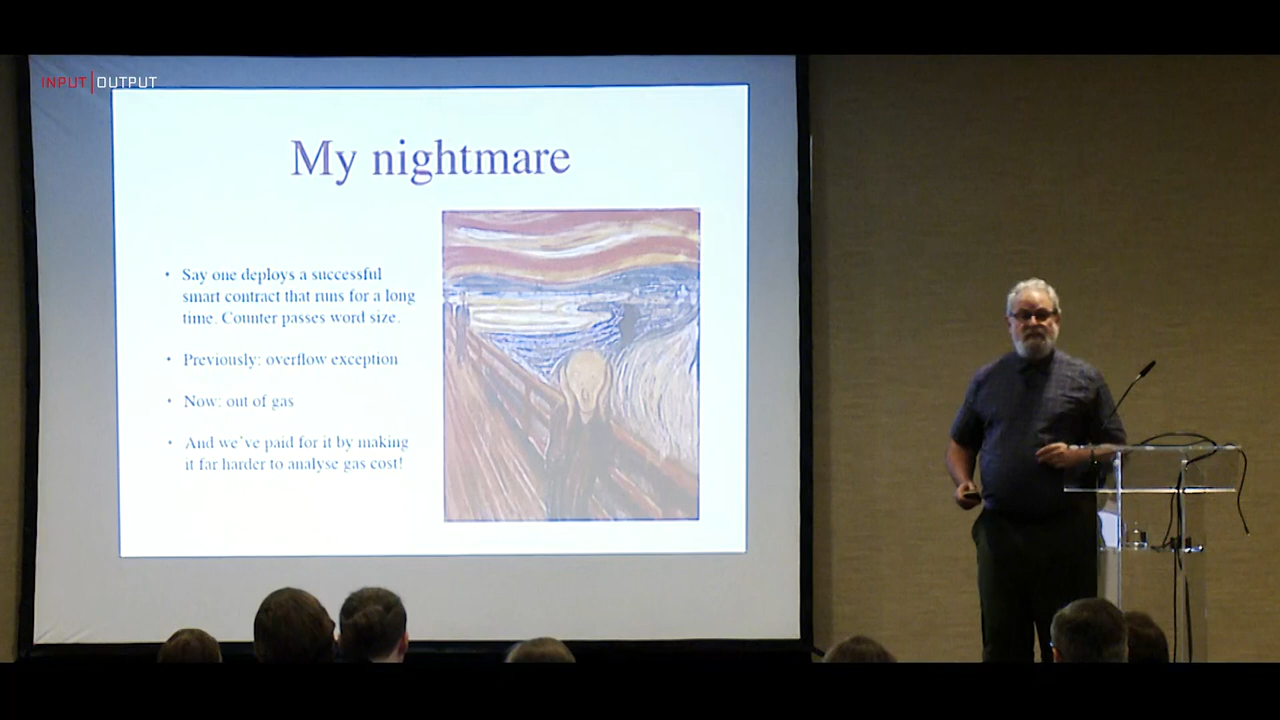 INPUT|OUTPUT
My nightmare
• Say one deploys a successful
smart contract that runs for a long
time. Counter passes word size.
• Previously: overflow exception
• Now: out of gas
• And we've paid for it by making
it far harder to analyse gas cost!